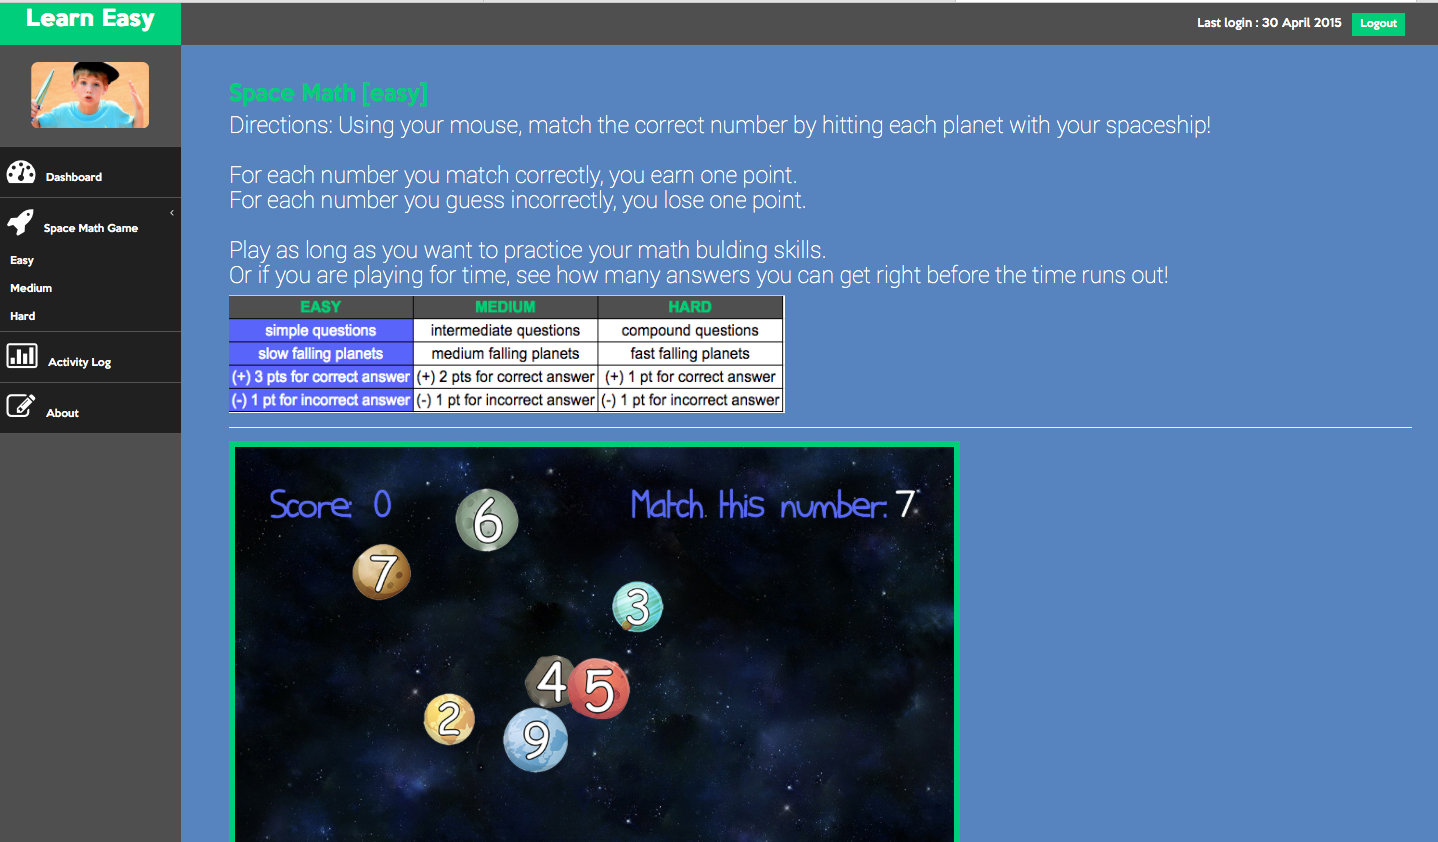 Learn Easy
Last login : 30 April 2015 Logout
Dashboard
Space Math Game
Easy
Medium
Hard
Activity Log
About
Space Math [easy]
Directions: Using your mouse, match the correct number by hitting each planet with your spaceship!
For each number you match correctly, you earn one point.
For each number you guess incorrectly, you lose one point.
Play as long as you want to practice your math bulding skills.
Or if you are playing for time, see how many answers you can get right before the time runs out!
EASY MEDIUM HARD
simple questions intermediate questions compound questions
slow falling planets medium falling planets fast falling planets
(+) 3 pts for correct answer (+) 2 pts for correct answer (+) 1 pt for correct answer
(-) 1 pt for incorrect answer (-) 1 pt for incorrect answer (-) 1 pt for incorrect answer
Score: 0 Match this number: 7
6
7
3
4 5
2
9